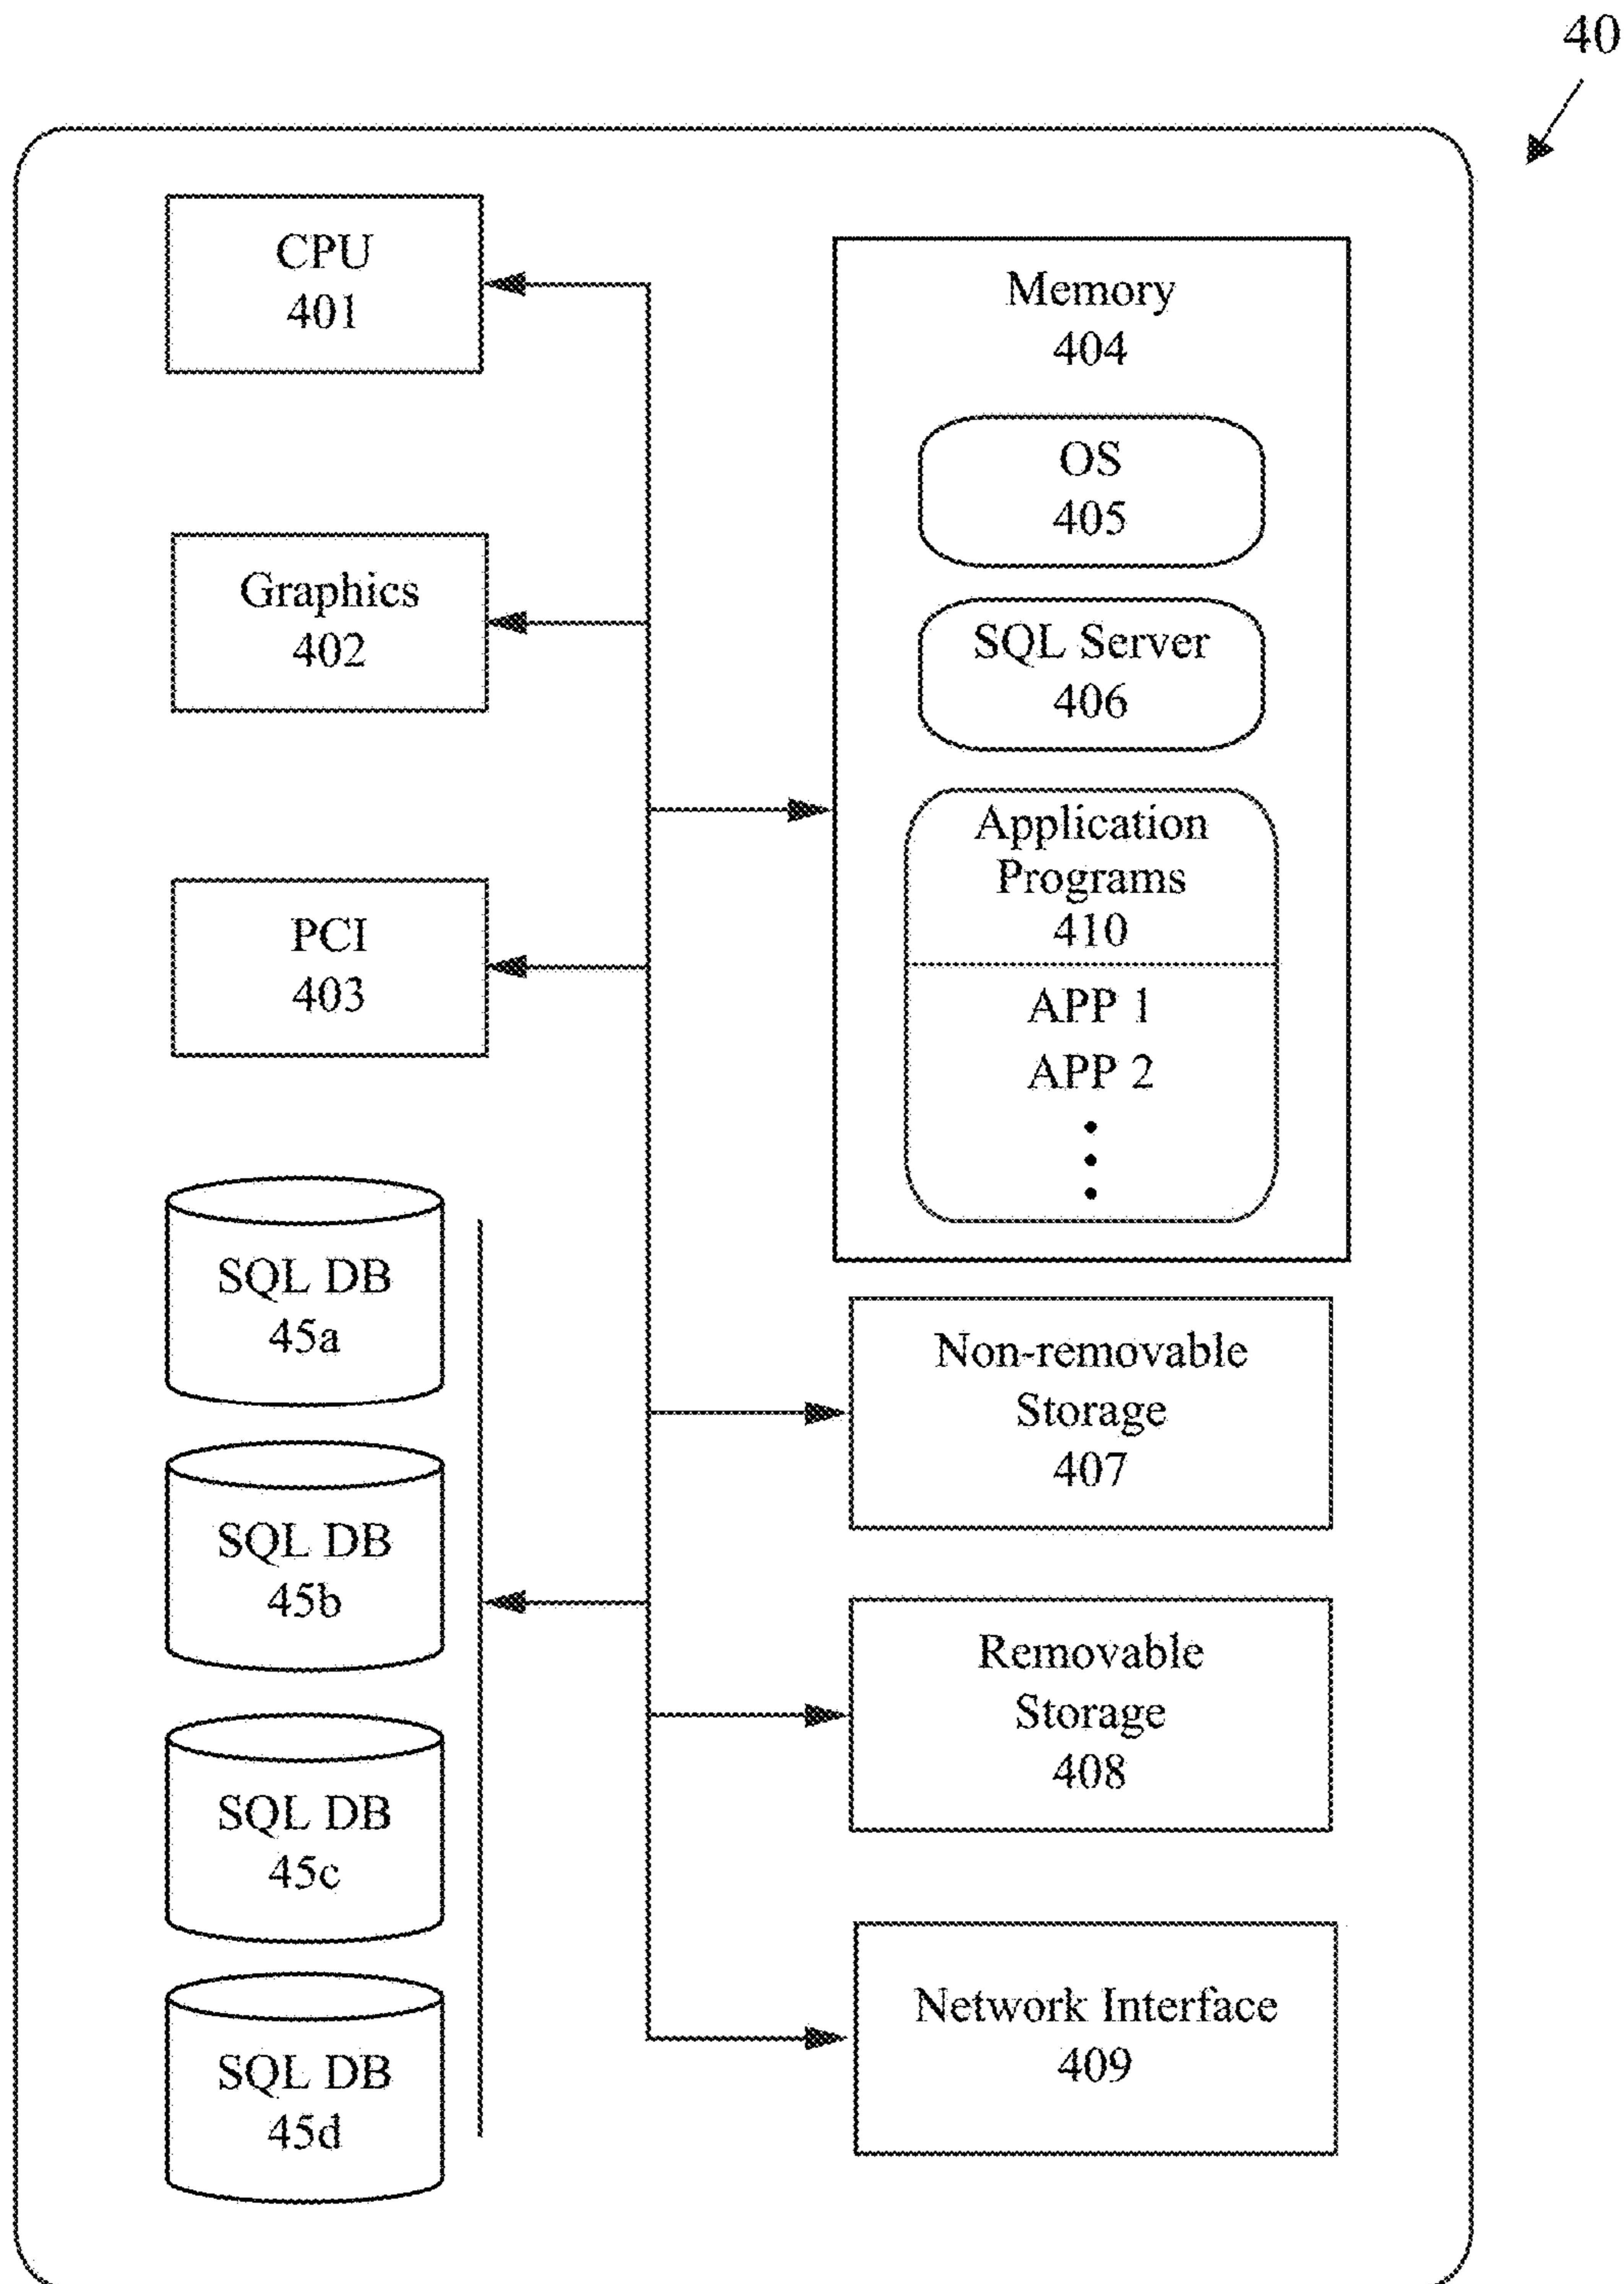 40
CPU
401
Graphics
402
PCI
403
SQL DB
45a
SQL DB
45b
SQL DB
45c
SQL DB
45d
Memory
404
OS
405
SQL Server
406
Application
Programs
410
APP 1
APP 2
Non-removable
Storage
407
Removable
Storage
408
Network Interface
409